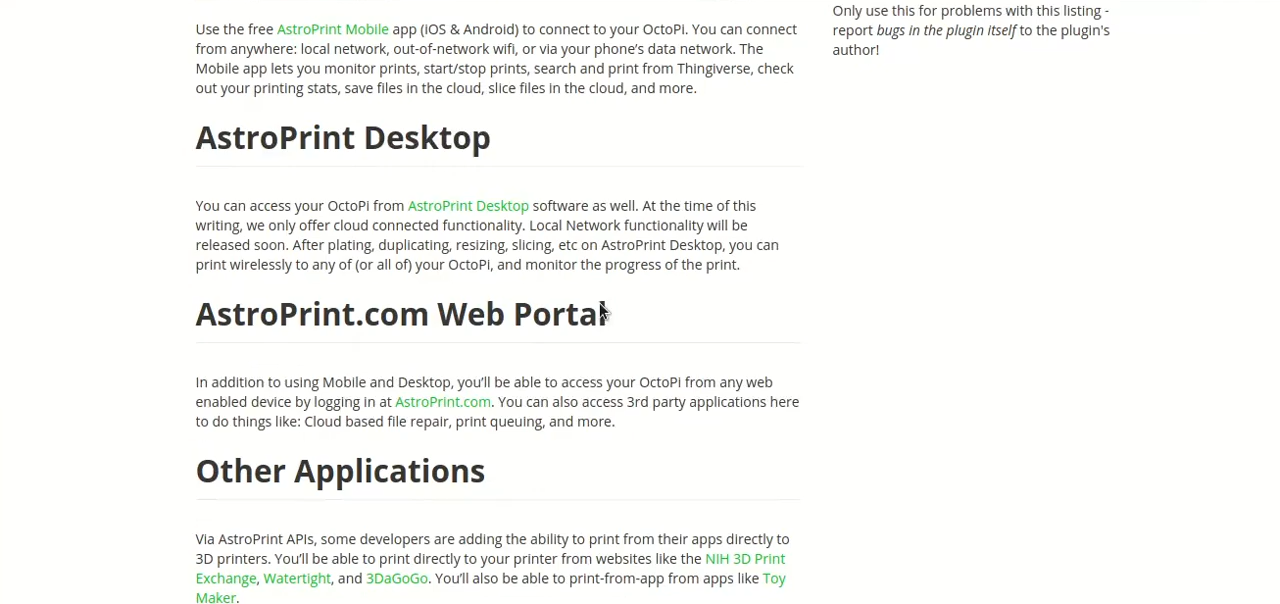 Use the free AstroPrint Mobile app (iOS & Android) to connect to your OctoPi. You can connect
from anywhere: local network, out-of-network wifi, or via your phone's data network. The
Mobile app lets you monitor prints, start/stop prints, search and print from Thingiverse, check
out your printing stats, save files in the cloud, slice files in the cloud, and more.
AstroPrint Desktop
You can access your OctoPi from AstroPrint Desktop software as well. At the time of this
writing, we only offer cloud connected functionality. Local Network functionality will be
released soon. After plating, duplicating, resizing, slicing, etc on AstroPrint Desktop, you can
print wirelessly to any of (or all of) your OctoPi, and monitor the progress of the print.
AstroPrint.com Web Portal
In addition to using Mobile and Desktop, you'll be able to access your OctoPi from any web
enabled device by logging in at AstroPrint.com. You can also access 3rd party applications here
to do things like: Cloud based file repair, print queuing, and more.
Other Applications
Via AstroPrint APIs, some developers are adding the ability to print from their apps directly to
3D printers. You'll be able to print directly to your printer from websites like the NIH 3D Print
Exchange, Watertight, and 3DaGoGo. You'll also be able to print-from-app from apps like Toy
Maker.
Only use this for problems with this listing -
report bugs in the plugin itself to the plugin's
author!